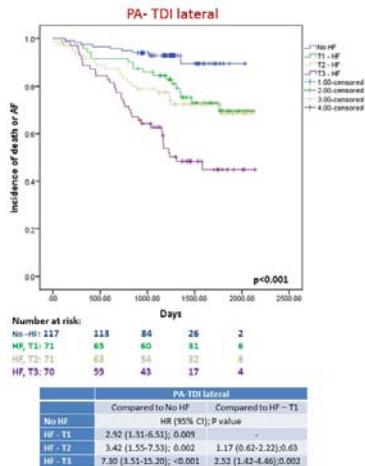 PA- TDI lateral
1.0
0.8
0.6
0.4
0.2
0.0
Incidence of death or AF
No HF
T1 - HF
T2 - HF
T3 - HF
1.00-censored
2.00-censored
3.00-censored
4.00-censored
p<0.001
.00 500.00 1000.00 1500.00 2000.00 2500.00
Days
Number at risk:
No -HF: 117 113 84 26 2
HF, T1: 71 65 60 31 6
HF, T2: 71 63 54 32 8
HF, T3: 70 59 43 17 4
PA-TDI lateral
Compared to No HF Compared to HF – T1
No HF HR (95% CI); P value
HF - T1 2.92 (1.31-6.51); 0.009 -
HF - T2 3.42 (1.55-7.53); 0.002 1.17 (0.62-2.22);0.63
HF - T3 7.30 (3.51-15.20); <0.001 2.52 (1.42-4.46);0.002